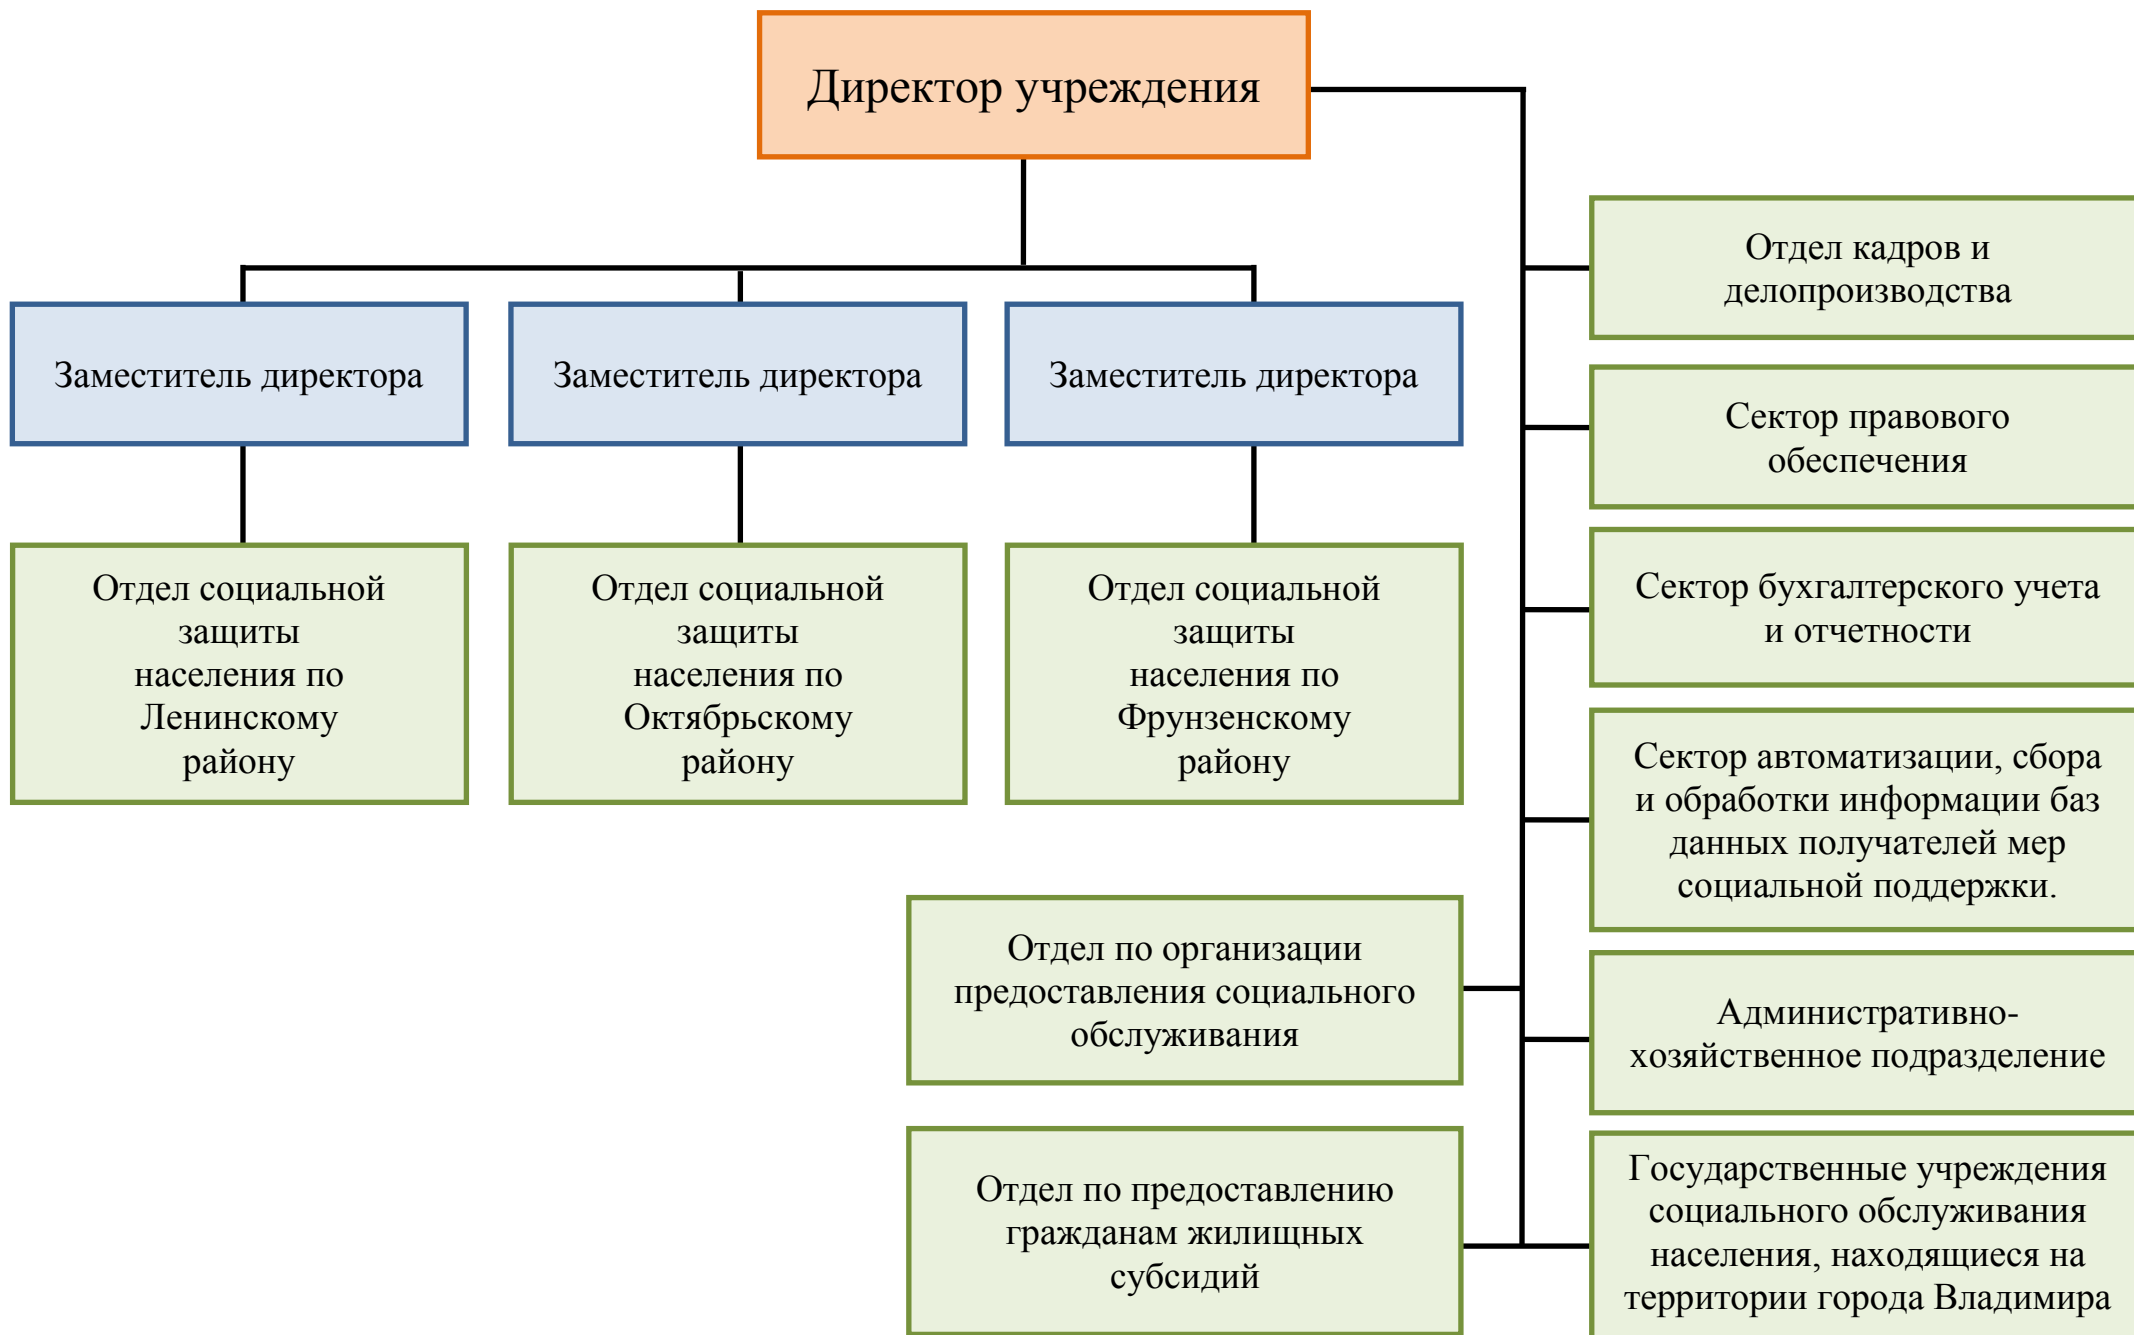 Директор учреждения
Заместитель директора
Заместитель директора
Заместитель директора
Отдел социальной
защиты
населения по
Ленинскому
району
Отдел социальной
защиты
населения по
Октябрьскому
району
Отдел социальной
защиты
населения по
Фрунзенскому
району
Отдел кадров и
делопроизводства
Сектор правового
обеспечения
Сектор бухгалтерского учета
и отчетности
Сектор автоматизации, сбора
и обработки информации баз
данных получателей мер
социальной поддержки.
Отдел по организации
предоставления социального
обслуживания
Административно-
хозяйственное подразделение
Отдел по предоставлению
гражданам жилищных
субсидий
Государственные учреждения
социального обслуживания
населения, находящиеся на
территории города Владимира